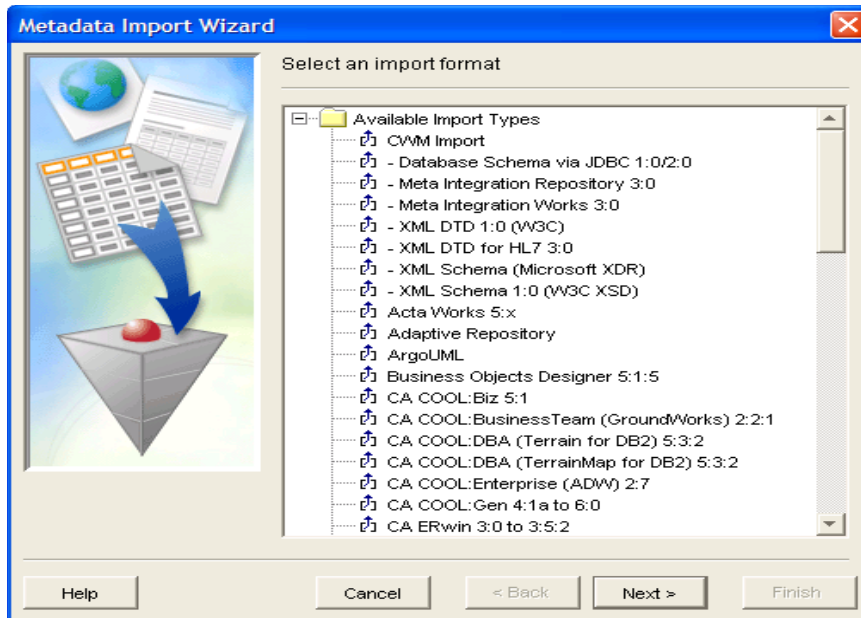 Metadata Import Wizard
Select an import format
Available Import Types
CWM Import
- Database Schema via JDBC 1:0/2:0
- Meta Integration Repository 3:0
- Meta Integration Works 3:0
- XML DTD 1:0 (W3C)
- XML DTD for HL7 3:0
- XML Schema (Microsoft XDR)
- XML Schema 1:0 (W3C XSD)
Acta Works 5:x
Adaptive Repository
ArgoUML
Business Objects Designer 5:1:5
CA COOL:Biz 5:1
CA COOL:BusinessTeam (GroundWorks) 2:2:1
CA COOL:DBA (Terrain for DB2) 5:3:2
CA COOL:DBA (TerrainMap for DB2) 5:3:2
CA COOL:Enterprise (ADW) 2:7
CA COOL:Gen 4:1a to 6:0
CA ERwin 3:0 to 3:5:2
Help
Cancel
< Back
Next >
Finish